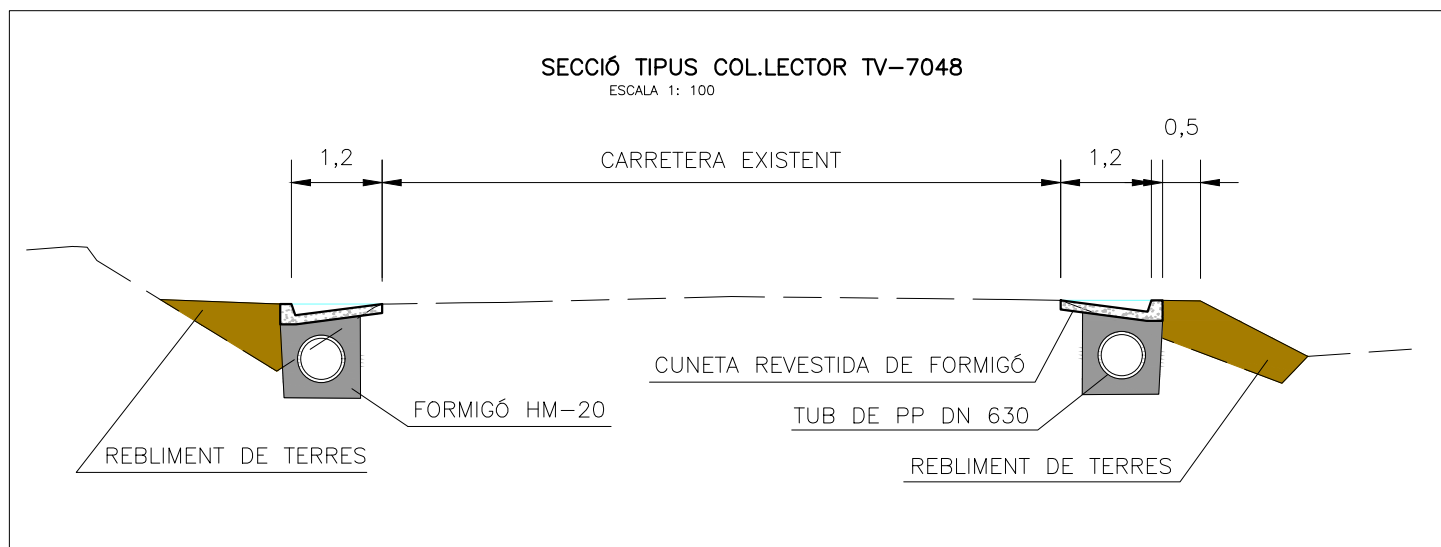 SECCIÓ TIPUS COL.LECTOR TV-7048
ESCALA 1: 100
0,5
1,2
CARRETERA EXISTENT
1,2
CUNETA REVESTIDA DE FORMIGÓ
FORMIGÓ HM-20
TUB DE PP DN 630
REBLIMENT DE TERRES
REBLIMENT DE TERRES